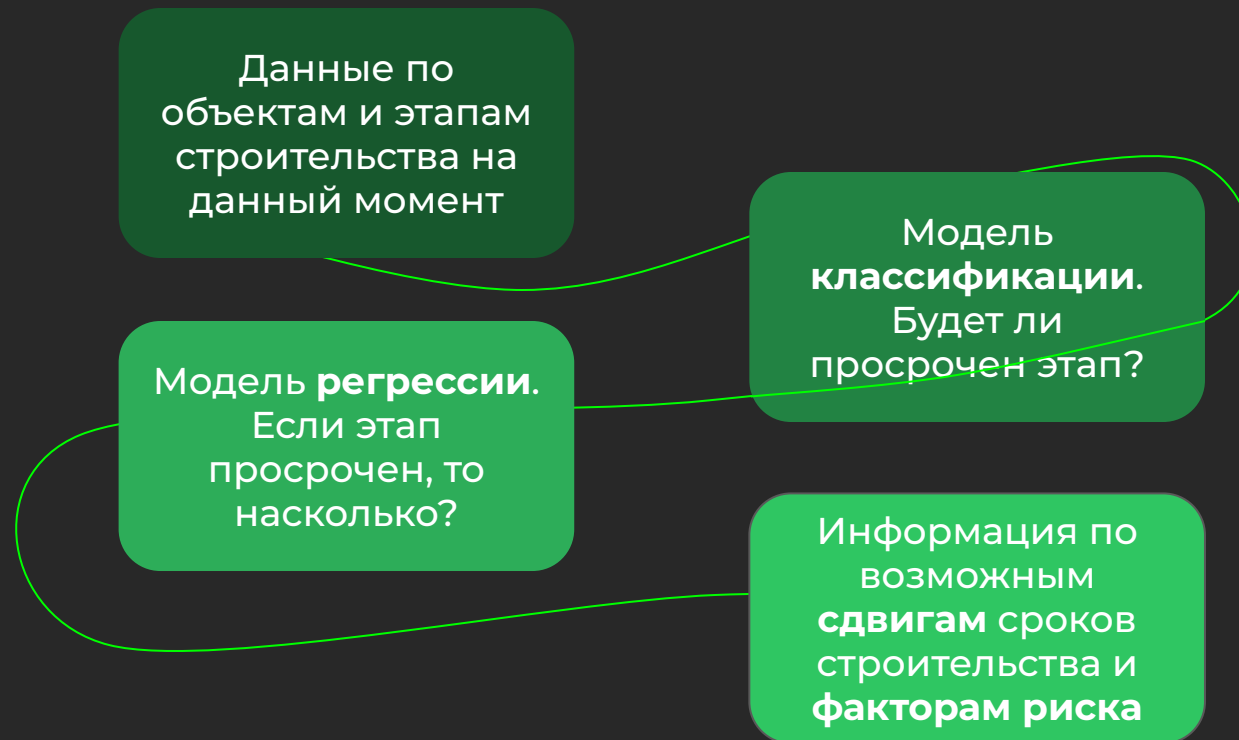 Данные по
объектам и этапам
строительства на
данный момент
Модель
классификации.
Будет ли
просрочен этап?
Модель регрессии.
Если этап
просрочен, то
насколько?
Информация по
возможным
сдвигам сроков
строительства и
факторам риска